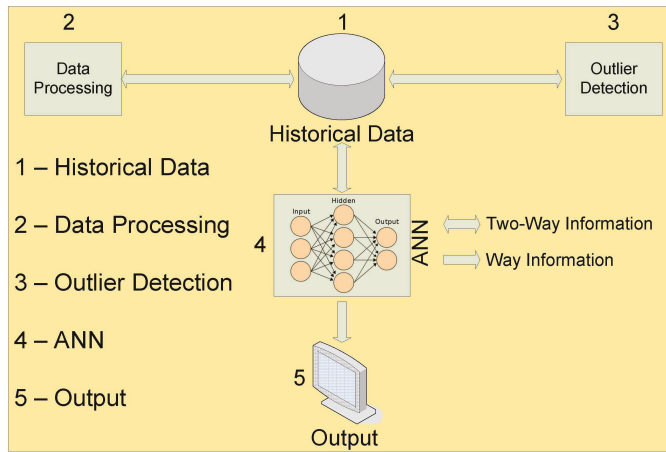 2
1
3
Data
Processing
Outlier
Detection
Historical Data
1 – Historical Data
2 – Data Processing
3 – Outlier Detection
4 – ANN
5 – Output
4
Input
Hidden
Output
ANN
Two-Way Information
Way Information
5
Output